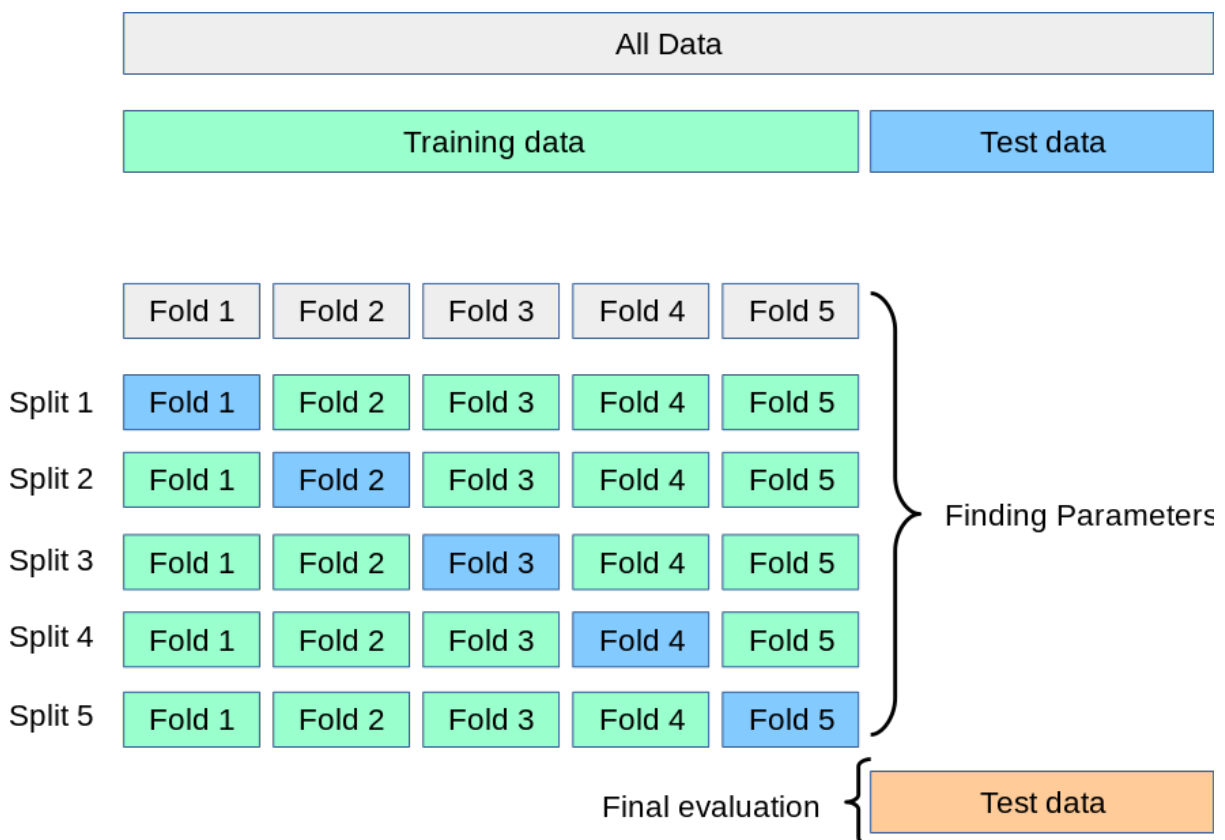 All Data
Training data Test data
Fold 1 Fold 2 Fold 3 Fold 4 Fold 5
Split 1 Fold 1 Fold 2 Fold 3 Fold 4 Fold 5
Split 2 Fold 1 Fold 2 Fold 3 Fold 4 Fold 5
Finding Parameters
Split 3 Fold 1 Fold 2 Fold 3 Fold 4 Fold 5
Split 4 Fold 1 Fold 2 Fold 3 Fold 4 Fold 5
Split 5 Fold 1 Fold 2 Fold 3 Fold 4 Fold 5
Final evaluation Test data